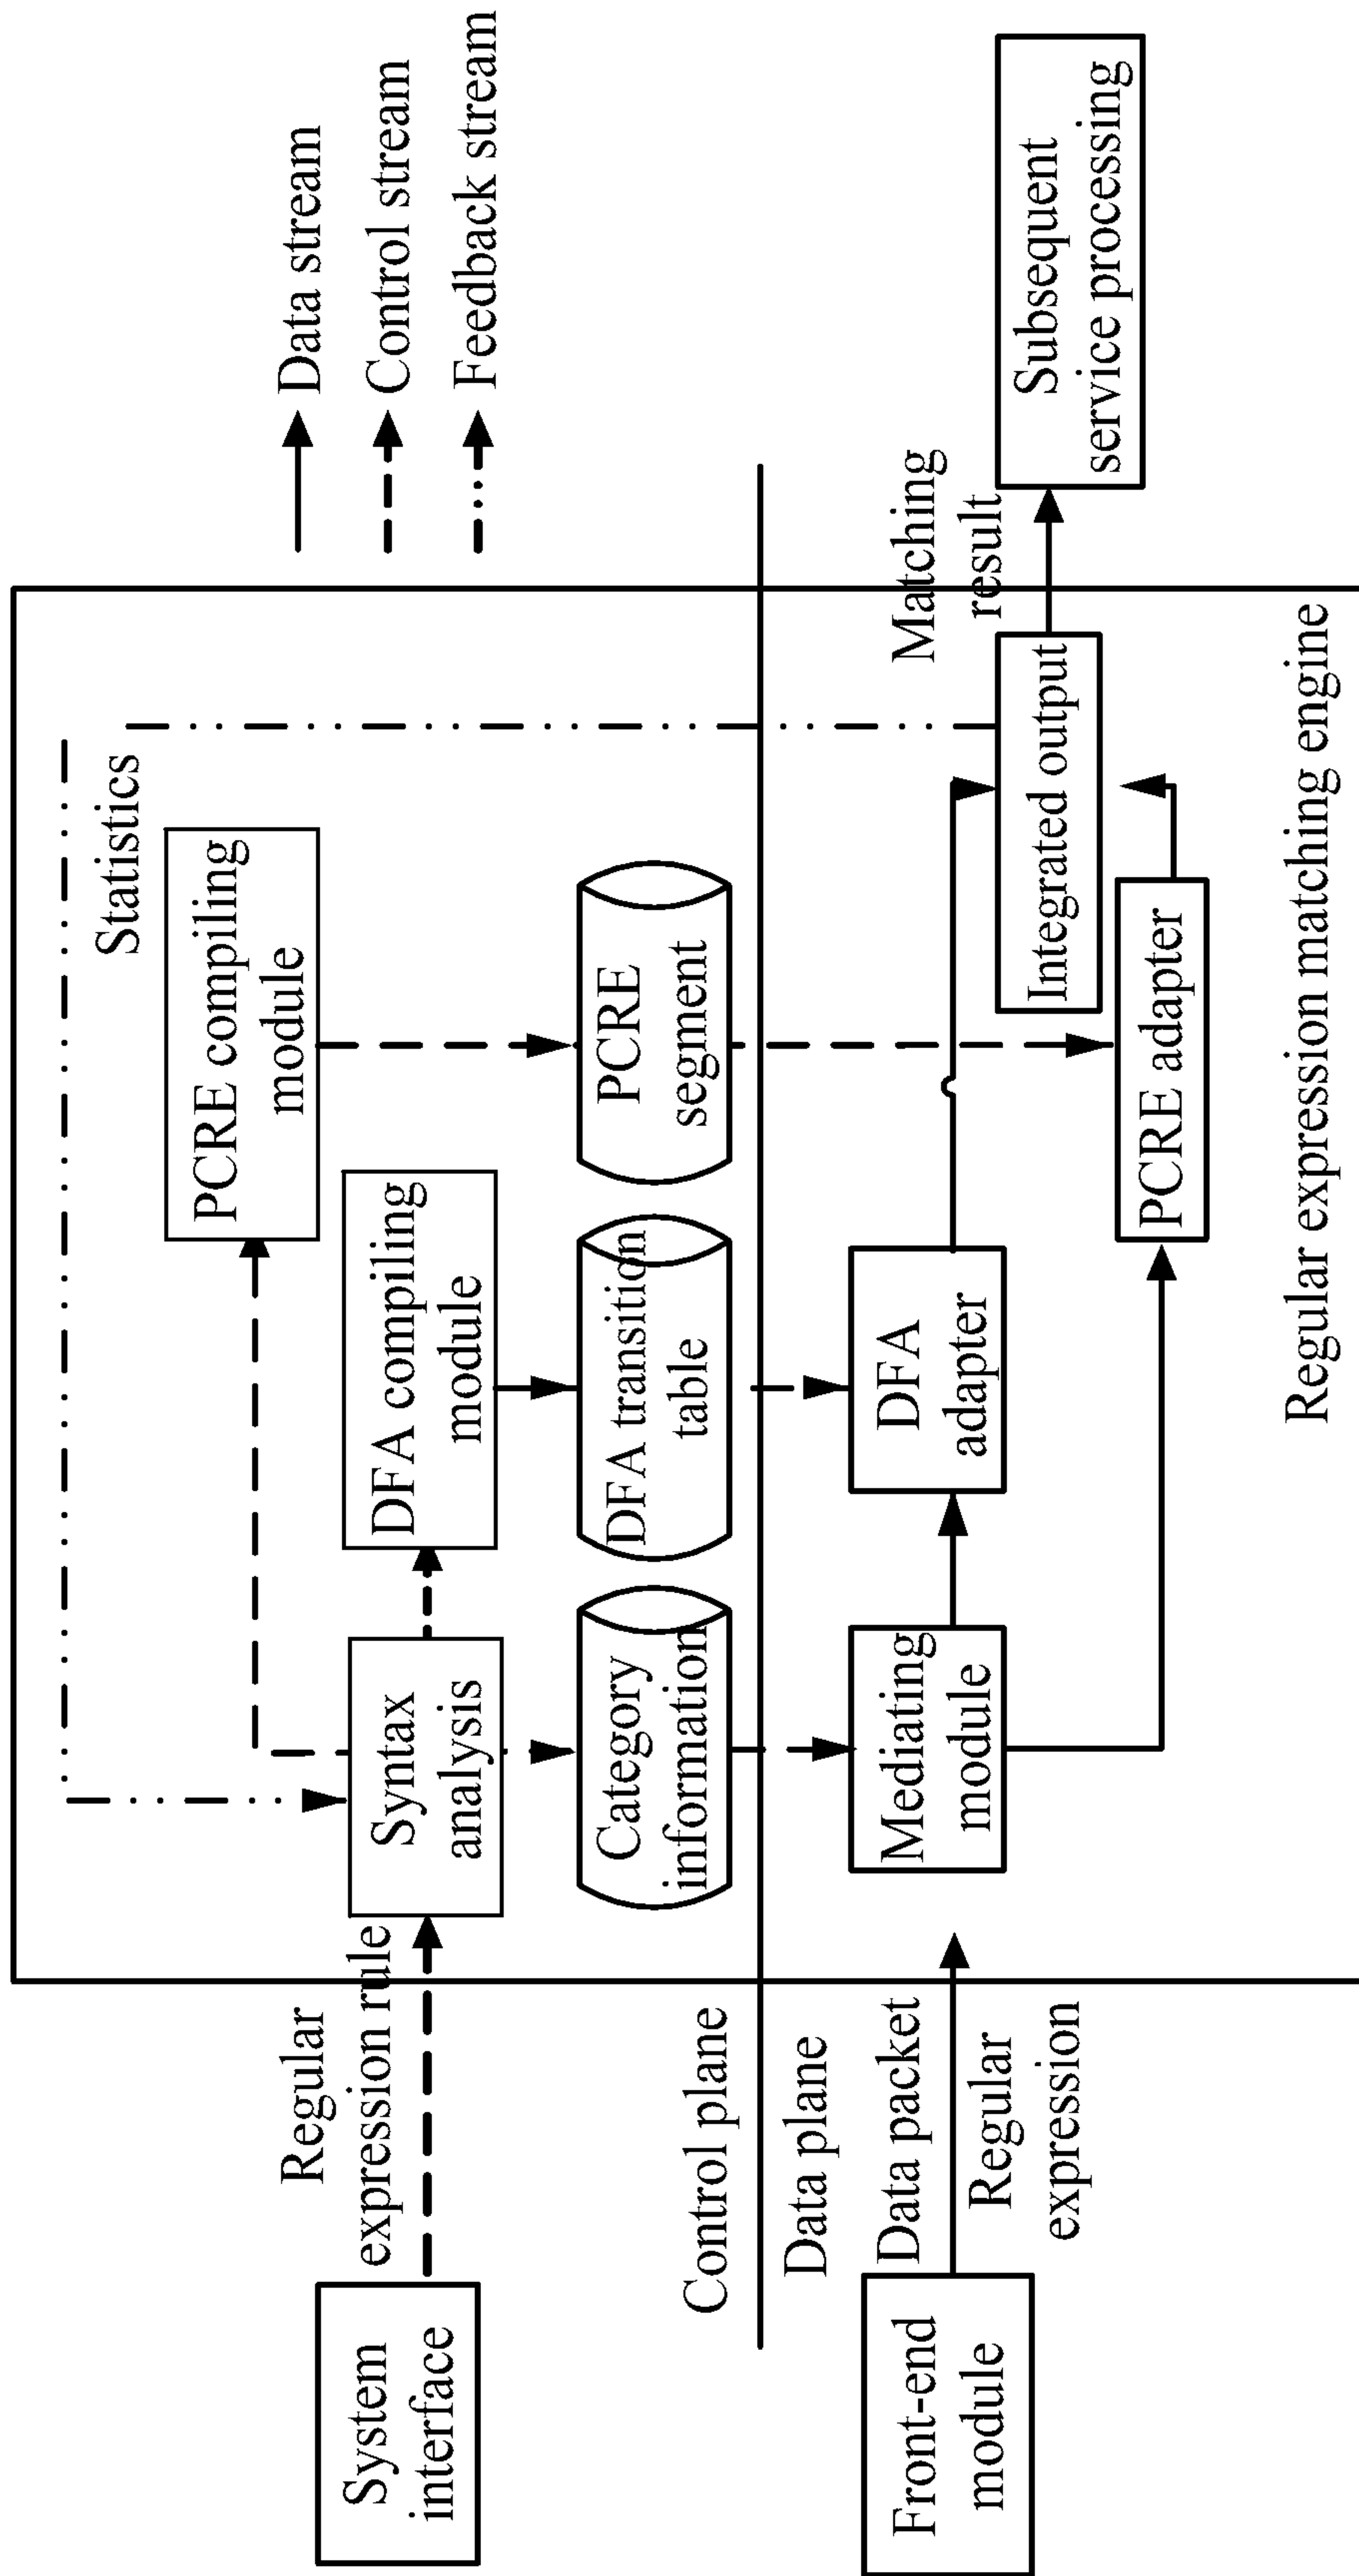 Data stream
Control stream
Feedback stream
Statistics
PCRE compiling
module
Regular
expression rule
System
interface
Syntax
analysis
DFA compiling
module
Category
information
DFA transition
table
PCRE
segment
Control plane
Data plane
Matching
result
Front-end
module
Data packet
Regular
expression
Mediating
module
DFA
adapter
Integrated output
Subsequent
service processing
PCRE adapter
Regular expression matching engine